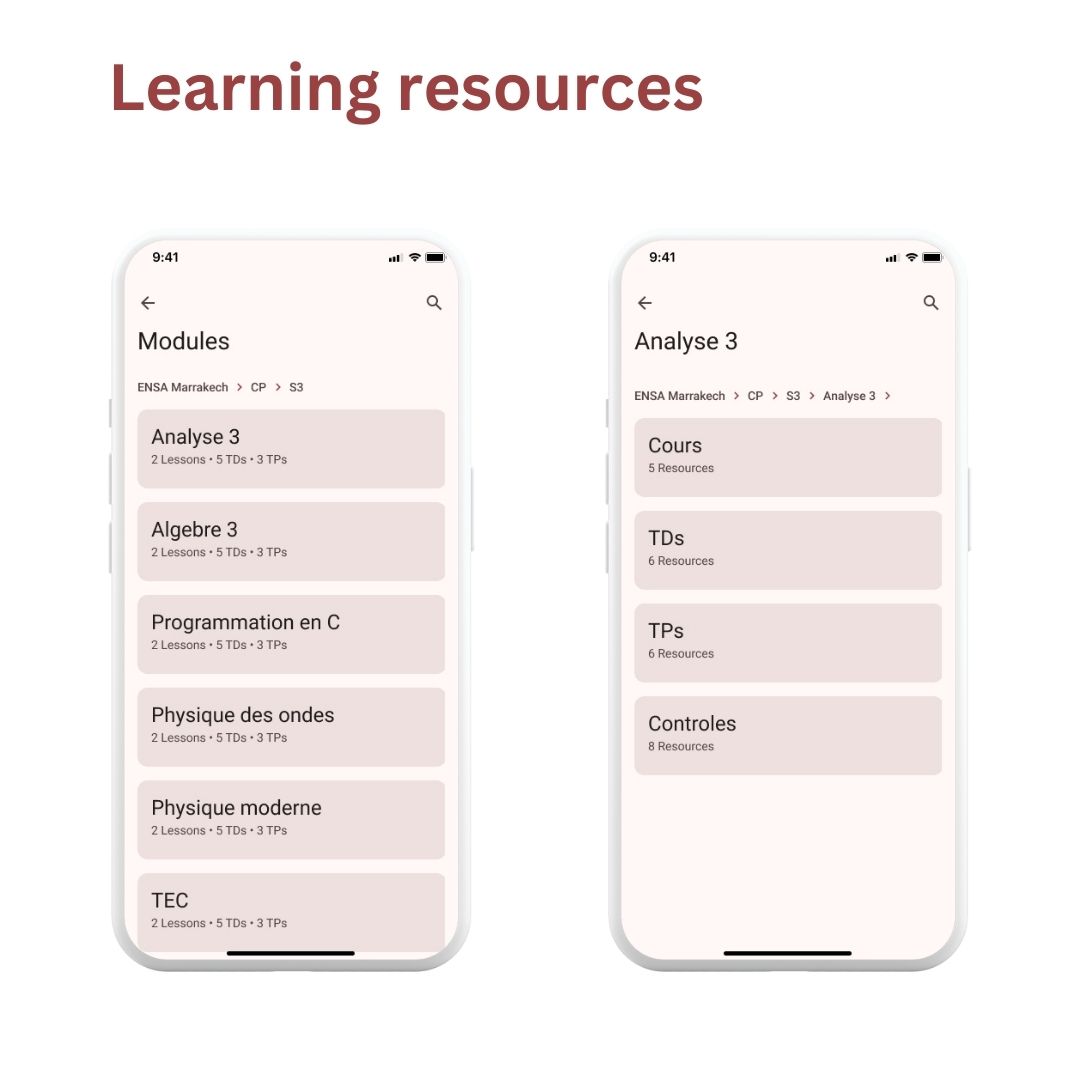 Learning resources
9:41
Modules
ENSA Marrakech > CP > S3
Analyse 3
2 Lessons • 5 TDs • 3 TPs
Algebre 3
2 Lessons • 5 TDs • 3 TPs
Programmation en C
2 Lessons • 5 TDs • 3 TPs
Physique des ondes
2 Lessons • 5 TDs • 3 TPs
Physique moderne
2 Lessons • 5 TDs • 3 TPs
TEC
2 Lessons • 5 TDs • 3 TPs
9:41
Analyse 3
ENSA Marrakech > CP > S3 > Analyse 3 >
Cours
5 Resources
TDs
6 Resources
TPs
6 Resources
Controles
8 Resources